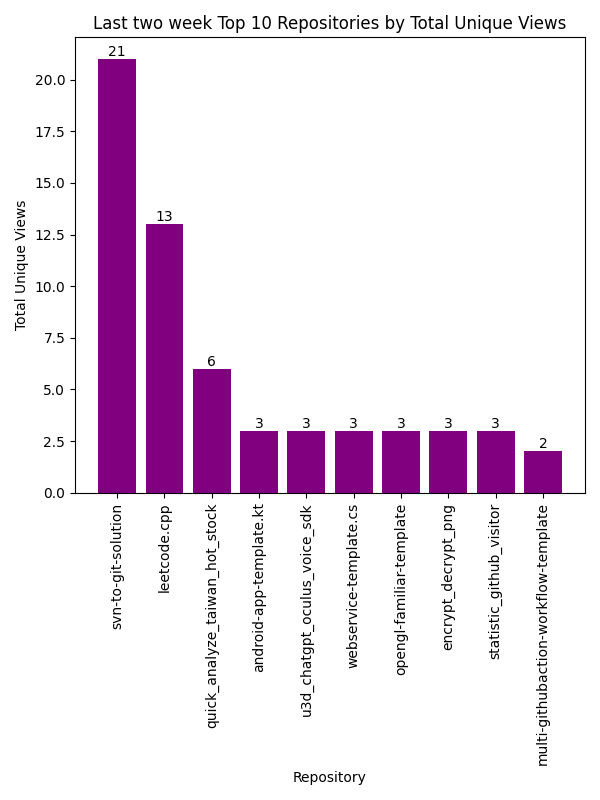 Last two week Top 10 Repositories by Total Unique Views
Total Unique Views
20.0
17.5
15.0
12.5
10.0
7.5
5.0
2.5
0.0
21
13
6
3
3
3
3
3
3
2
svn-to-git-solution
leetcode.cpp
quick_analyze_taiwan_hot_stock
android-app-template.kt
u3d_chatgpt_oculus_voice_sdk
webservice-template.cs
opengl-familiar-template
encrypt_decrypt_png
statistic_github_visitor
multi-githubaction-workflow-template
Repository